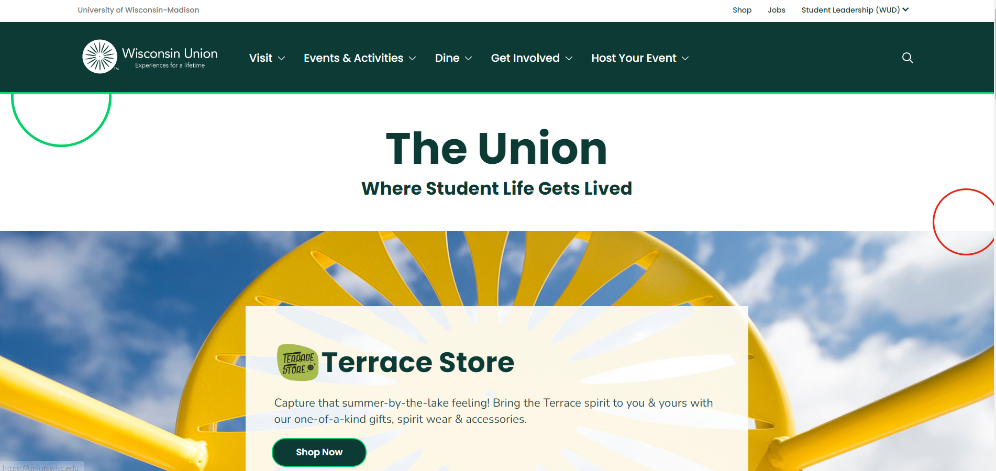 University of Wisconsin–Madison
Shop Jobs Student Leadership (WUD)
Wisconsin Union
Experiences for a lifetime
Visit Events & Activities Dine Get Involved Host Your Event
The Union
Where Student Life Gets Lived
TERRACE
STORE
Terrace Store
Capture that summer-by-the-lake feeling! Bring the Terrace spirit to you & yours with
our one-of-a-kind gifts, spirit wear & accessories.
Shop Now